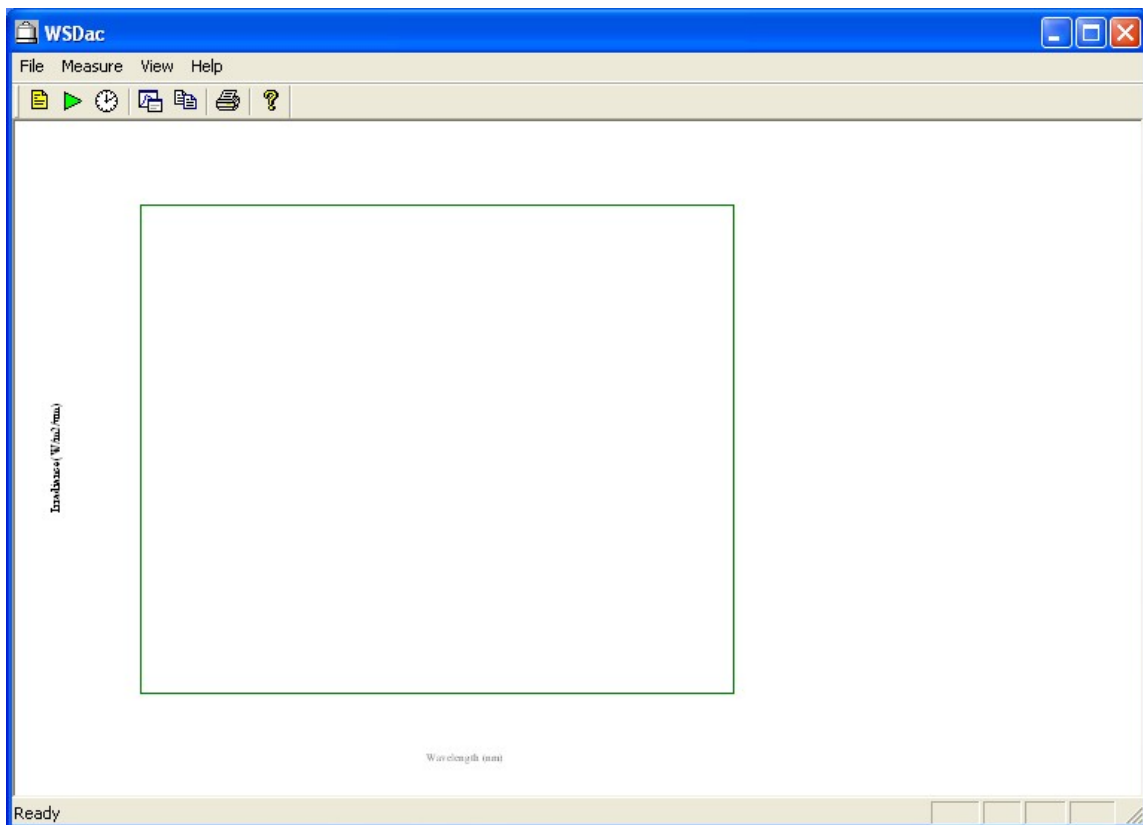 WSDac
File Measure View Help
Irradiance( W/m2/nm)
Wavelength (nm)
Ready